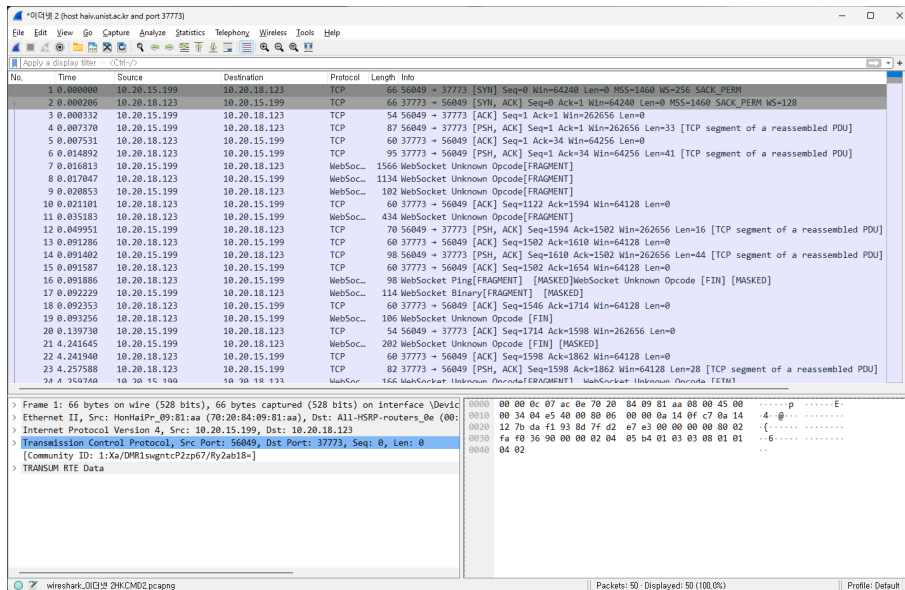 *이더넷 2 (host haiv.unist.ac.kr and port 37773)
File Edit View Go Capture Analyze Statistics Telephony Wireless Tools Help
Apply a display filter ... <Ctrl-/>
No. Time Source Destination Protocol Length Info
1 0.000000 10.20.15.199 10.20.18.123 TCP 66 56049 → 37773 [SYN] Seq=0 Win=64240 Len=0 MSS=1460 WS=256 SACK_PERM
2 0.000206 10.20.18.123 10.20.15.199 TCP 66 37773 → 56049 [SYN, ACK] Seq=0 Ack=1 Win=64240 Len=0 MSS=1460 SACK_PERM WS=128
3 0.000332 10.20.15.199 10.20.18.123 TCP 54 56049 → 37773 [ACK] Seq=1 Ack=1 Win=262656 Len=0
4 0.007370 10.20.15.199 10.20.18.123 TCP 87 56049 → 37773 [PSH, ACK] Seq=1 Ack=1 Win=262656 Len=33 [TCP segment of a reassembled PDU]
5 0.007531 10.20.18.123 10.20.15.199 TCP 60 37773 → 56049 [ACK] Seq=1 Ack=34 Win=64256 Len=0
6 0.014892 10.20.18.123 10.20.15.199 TCP 95 37773 → 56049 [PSH, ACK] Seq=1 Ack=34 Win=64256 Len=41 [TCP segment of a reassembled PDU]
7 0.016813 10.20.15.199 10.20.18.123 WebSoc… 1566 WebSocket Unknown Opcode[FRAGMENT]
8 0.017047 10.20.18.123 10.20.15.199 WebSoc… 1134 WebSocket Unknown Opcode[FRAGMENT]
9 0.020853 10.20.15.199 10.20.18.123 WebSoc… 102 WebSocket Unknown Opcode[FRAGMENT]
10 0.021101 10.20.18.123 10.20.15.199 TCP 60 37773 → 56049 [ACK] Seq=1122 Ack=1594 Win=64128 Len=0
11 0.035183 10.20.18.123 10.20.15.199 WebSoc… 434 WebSocket Unknown Opcode[FRAGMENT]
12 0.049951 10.20.15.199 10.20.18.123 TCP 70 56049 → 37773 [PSH, ACK] Seq=1594 Ack=1502 Win=262656 Len=16 [TCP segment of a reassembled PDU]
13 0.091286 10.20.18.123 10.20.15.199 TCP 60 37773 → 56049 [ACK] Seq=1502 Ack=1610 Win=64128 Len=0
14 0.091402 10.20.15.199 10.20.18.123 TCP 98 56049 → 37773 [PSH, ACK] Seq=1610 Ack=1502 Win=262656 Len=44 [TCP segment of a reassembled PDU]
15 0.091587 10.20.18.123 10.20.15.199 TCP 60 37773 → 56049 [ACK] Seq=1502 Ack=1654 Win=64128 Len=0
16 0.091886 10.20.18.123 10.20.15.199 WebSoc… 98 WebSocket Ping[FRAGMENT] [MASKED]WebSocket Unknown Opcode [FIN] [MASKED]
17 0.092229 10.20.15.199 10.20.18.123 WebSoc… 114 WebSocket Binary[FRAGMENT] [MASKED]
18 0.092353 10.20.18.123 10.20.15.199 TCP 60 37773 → 56049 [ACK] Seq=1546 Ack=1714 Win=64128 Len=0
19 0.093256 10.20.18.123 10.20.15.199 WebSoc… 106 WebSocket Unknown Opcode [FIN]
20 0.139730 10.20.15.199 10.20.18.123 TCP 54 56049 → 37773 [ACK] Seq=1714 Ack=1598 Win=262656 Len=0
21 4.241645 10.20.15.199 10.20.18.123 WebSoc… 202 WebSocket Unknown Opcode [FIN] [MASKED]
22 4.241940 10.20.18.123 10.20.15.199 TCP 60 37773 → 56049 [ACK] Seq=1598 Ack=1862 Win=64128 Len=0
23 4.257588 10.20.18.123 10.20.15.199 TCP 82 37773 → 56049 [PSH, ACK] Seq=1598 Ack=1862 Win=64128 Len=28 [TCP segment of a reassembled PDU]
24 4.259740 10.20.15.199 10.20.18.123 WebSoc… 166 WebSocket Unknown Opcode[FRAGMENT] WebSocket Unknown Opcode [FIN]
Frame 1: 66 bytes on wire (528 bits), 66 bytes captured (528 bits) on interface \Devic
Ethernet II, Src: HonHaiPr_09:81:aa (70:20:84:09:81:aa), Dst: All-HSRP-routers_0e (00:
Internet Protocol Version 4, Src: 10.20.15.199, Dst: 10.20.18.123
Transmission Control Protocol, Src Port: 56049, Dst Port: 37773, Seq: 0, Len: 0
[Community ID: 1:Xa/DMR1swgntcP2zp67/Ry2ab18=]
TRANSUM RTE Data
0000 00 00 0c 07 ac 0e 70 20 84 09 81 aa 08 00 45 00 ······p ······E·
0010 00 34 04 e5 40 00 80 06 00 00 0a 14 0f c7 0a 14 ·4··@··· ········
0020 12 7b da f1 93 8d 7f d2 e7 e3 00 00 00 00 80 02 ·{······ ········
0030 fa f0 36 90 00 00 02 04 05 b4 01 03 03 08 01 01 ··6····· ········
0040 04 02 ··
wireshark_이더넷 2HKCMD2.pcapng
Packets: 50 · Displayed: 50 (100.0%)
Profile: Default